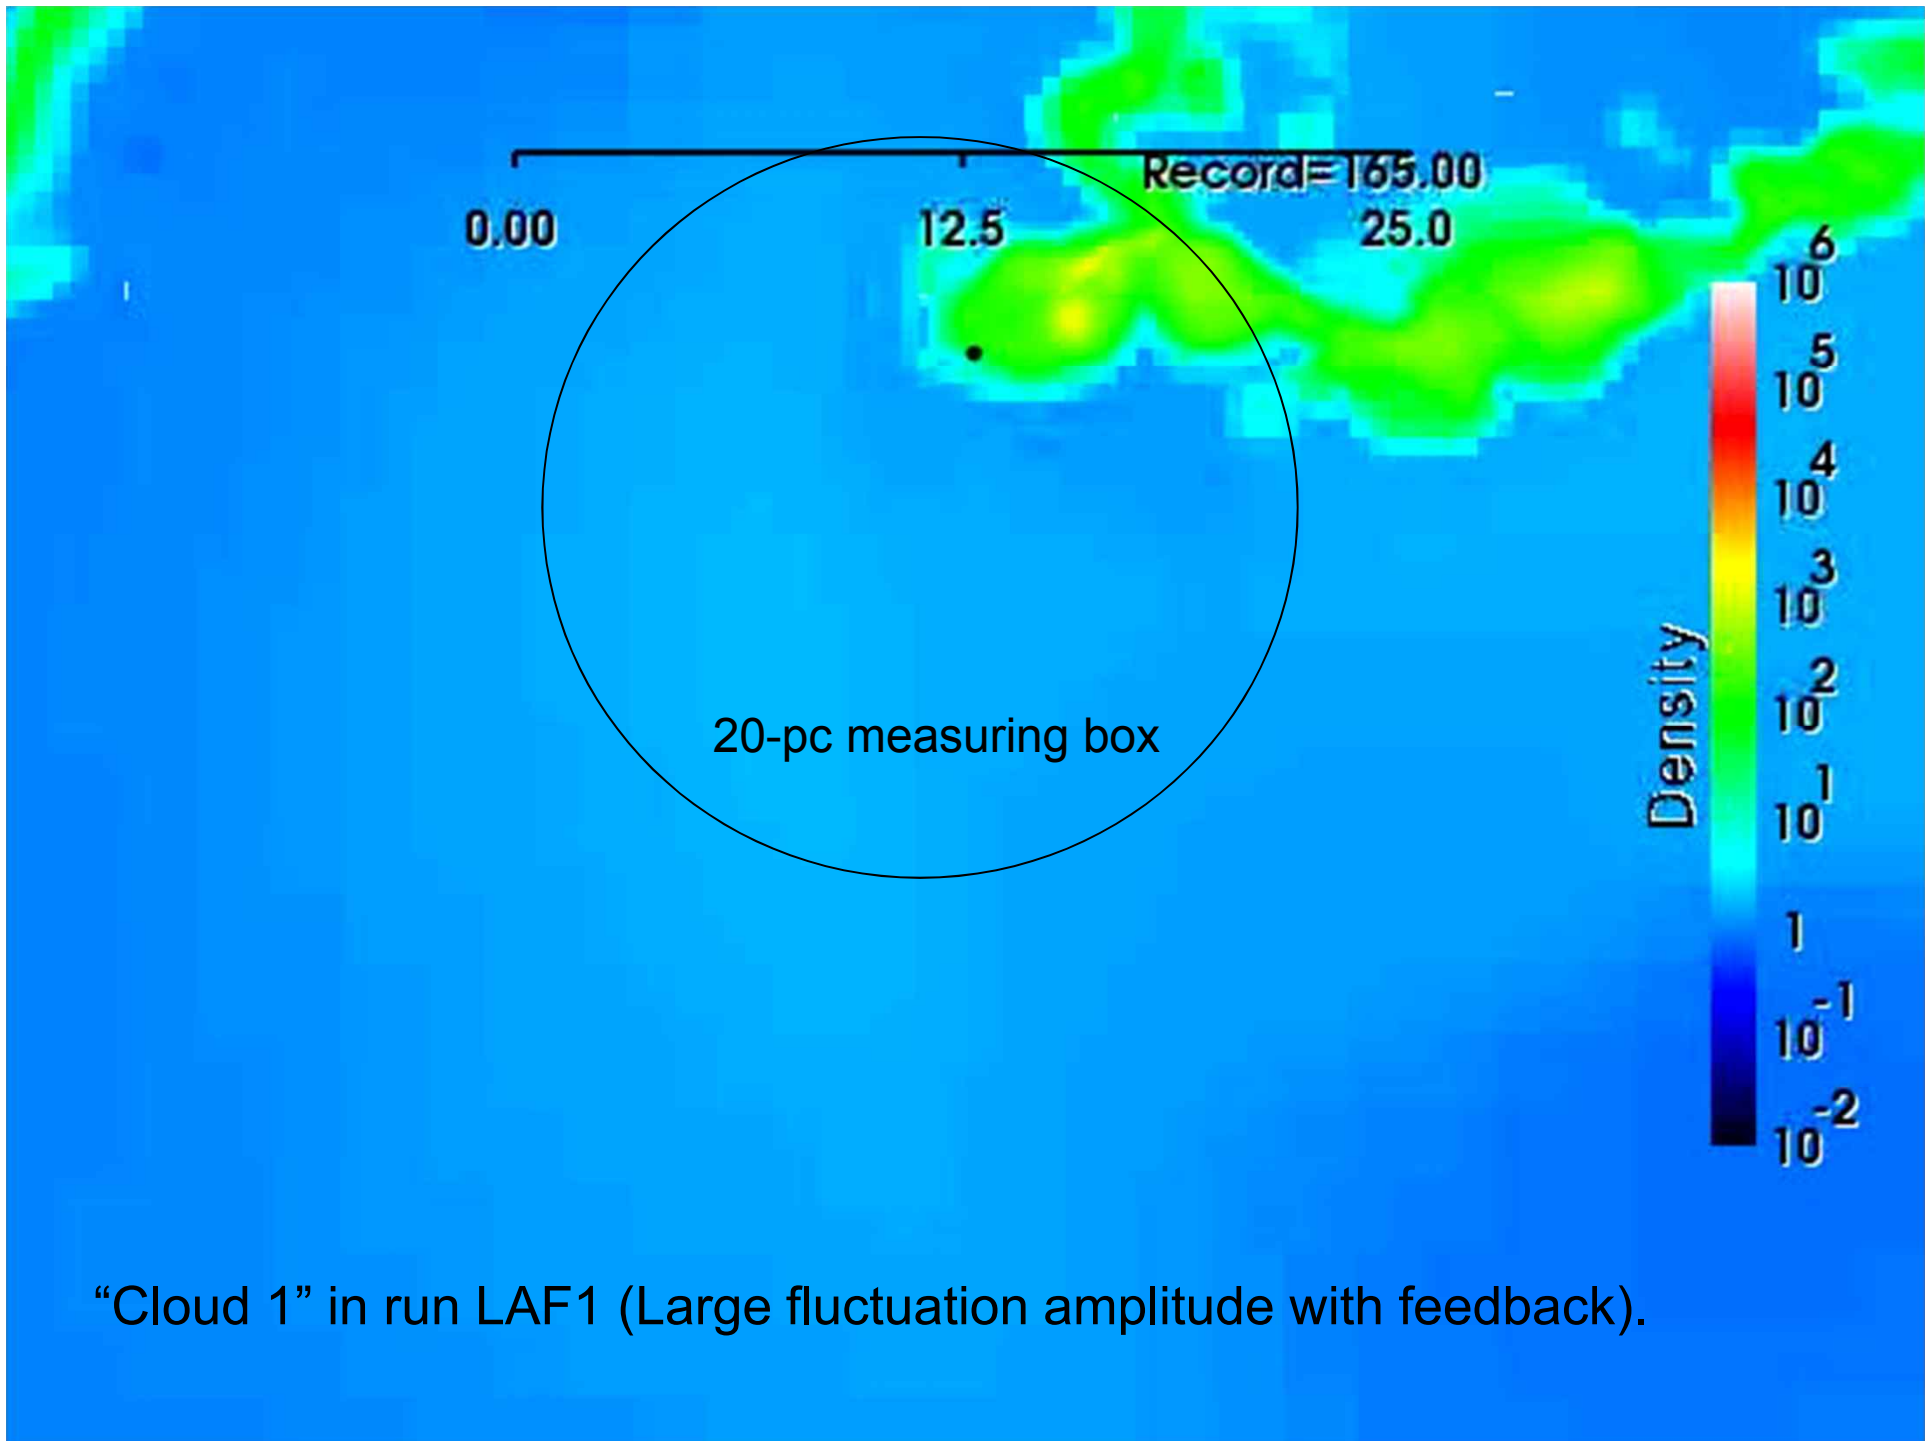 Record=165.00
0.00 12.5 25.0
10^6
10^5
10^4
10^3
10^2
10^1
1
10^-1
10^-2
Density
20-pc measuring box
“Cloud 1” in run LAF1 (Large fluctuation amplitude with feedback).